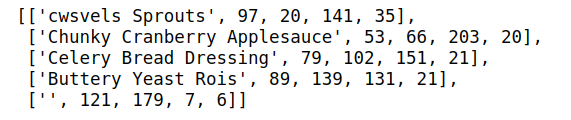 [['cwsvels Sprouts', 97, 20, 141, 35],
['Chunky Cranberry Applesauce', 53, 66, 203, 20],
['Celery Bread Dressing', 79, 102, 151, 21],
['Buttery Yeast Rois', 89, 139, 131, 21],
['', 121, 179, 7, 6]]